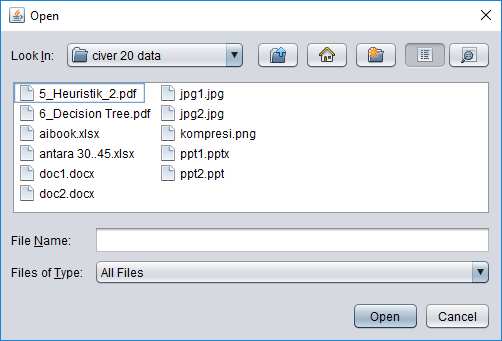 Open
Look In: civer 20 data
5_Heuristik_2.pdf jpg1.jpg
6_Decision Tree.pdf jpg2.jpg
aibook.xlsx kompresi.png
antara 30..45.xlsx ppt1.pptx
doc1.docx ppt2.ppt
doc2.docx
File Name:
Files of Type: All Files
Open Cancel